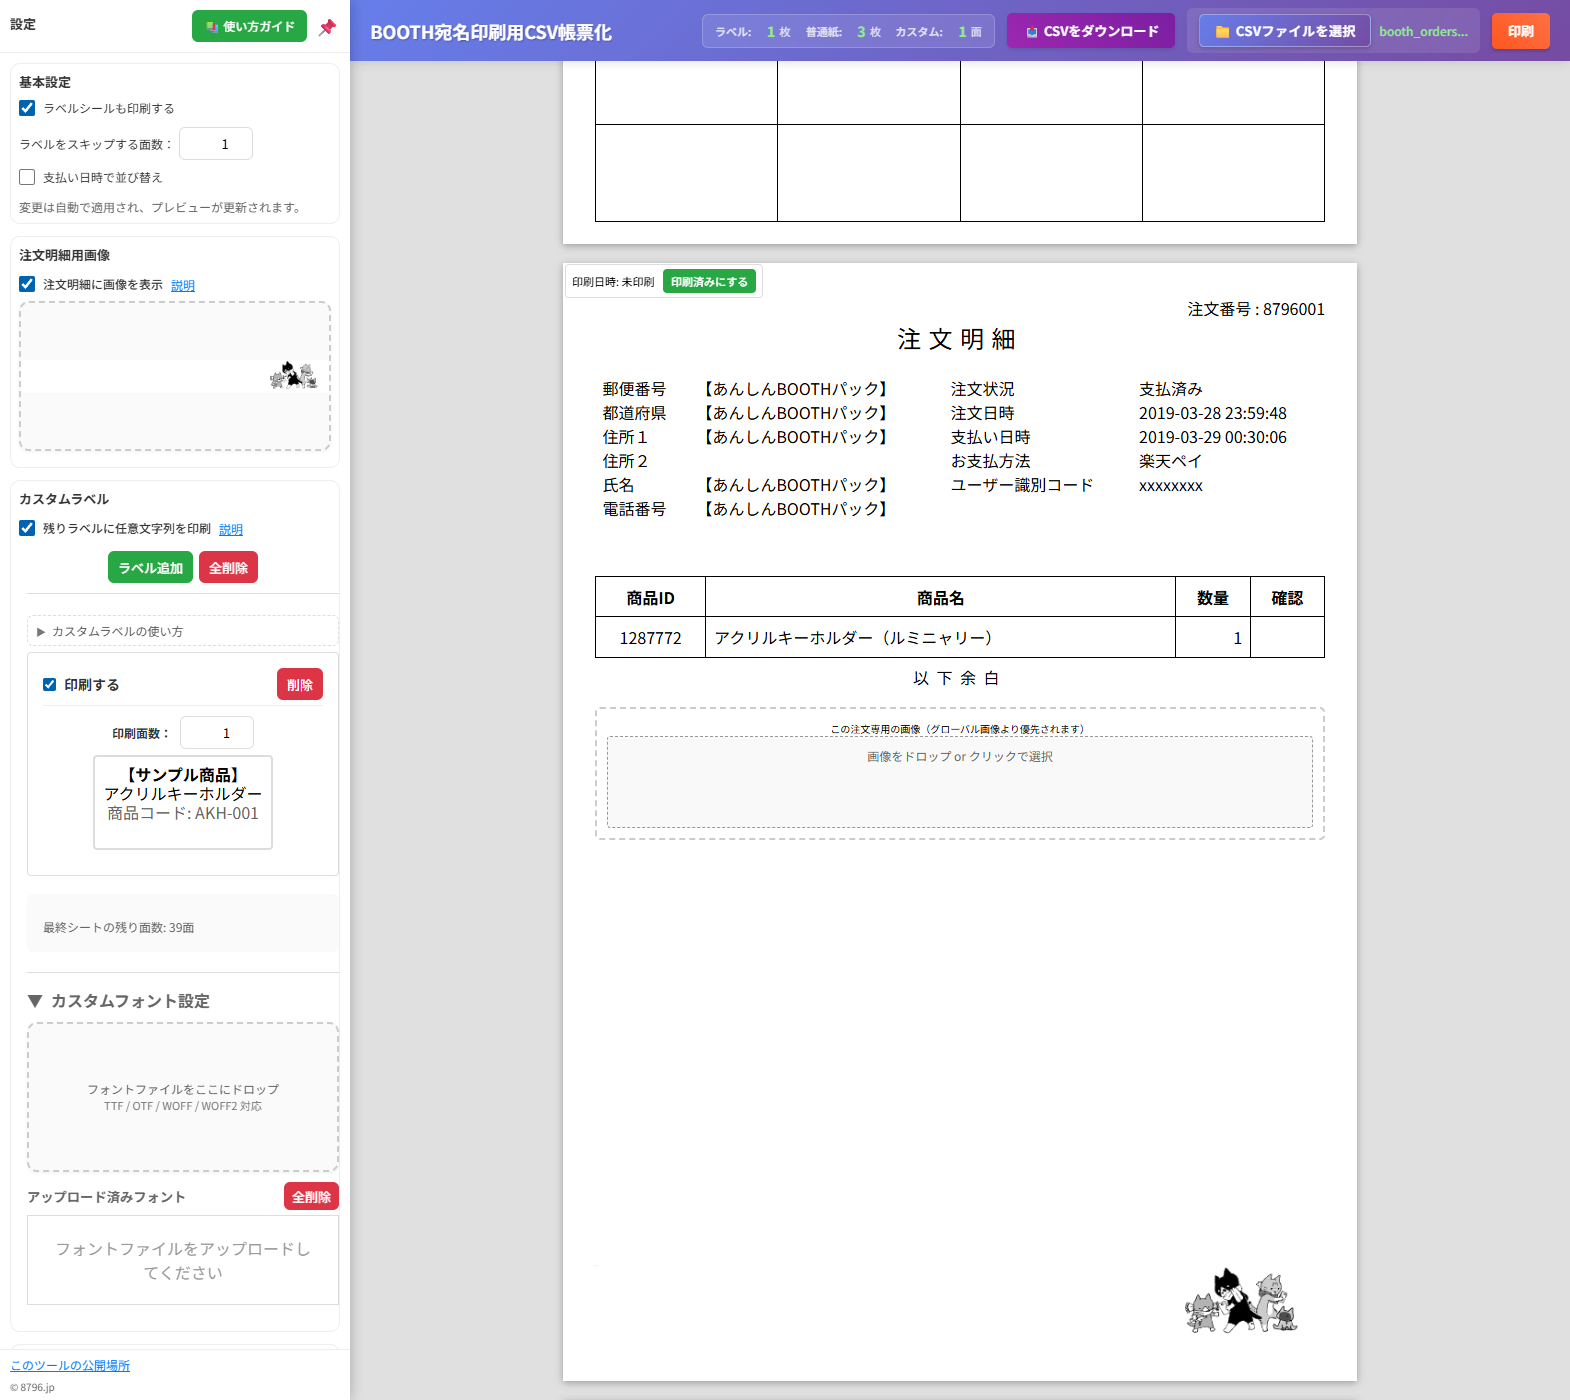 設定
使い方ガイド
基本設定
ラベルシールも印刷する
ラベルをスキップする面数： 1
支払い日時で並び替え
変更は自動で適用され、プレビューが更新されます。
注文明細用画像
注文明細に画像を表示 説明
カスタムラベル
残りラベルに任意文字列を印刷 説明
ラベル追加 全削除
▶ カスタムラベルの使い方
印刷する 削除
印刷面数： 1
【サンプル商品】
アクリルキーホルダー
商品コード: AKH-001
最終シートの残り面数: 39面
▼ カスタムフォント設定
フォントファイルをここにドロップ
TTF / OTF / WOFF / WOFF2 対応
アップロード済みフォント 全削除
フォントファイルをアップロードし
てください
このツールの公開場所
© 8796.jp
BOOTH宛名印刷用CSV帳票化
ラベル: 1 枚 普通紙: 3 枚 カスタム: 1 面
CSVをダウンロード
CSVファイルを選択 booth_orders...
印刷
印刷日時: 未印刷 印刷済みにする
注文番号 : 8796001
注文明細
郵便番号 【あんしんBOOTHパック】 注文状況 支払済み
都道府県 【あんしんBOOTHパック】 注文日時 2019-03-28 23:59:48
住所１ 【あんしんBOOTHパック】 支払い日時 2019-03-29 00:30:06
住所２ お支払方法 楽天ペイ
氏名 【あんしんBOOTHパック】 ユーザー識別コード xxxxxxxx
電話番号 【あんしんBOOTHパック】
商品ID 商品名 数量 確認
1287772 アクリルキーホルダー（ルミニャリー） 1
以下余白
この注文専用の画像（グローバル画像より優先されます）
画像をドロップ or クリックで選択